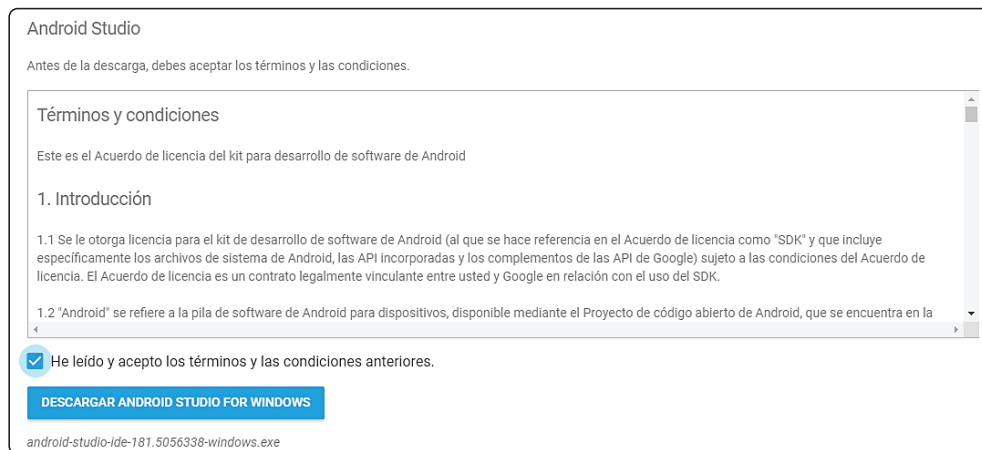 Android Studio
Antes de la descarga, debes aceptar los términos y las condiciones.
Términos y condiciones
Este es el Acuerdo de licencia del kit para desarrollo de software de Android
1. Introducción
1.1 Se le otorga licencia para el kit de desarrollo de software de Android (al que se hace referencia en el Acuerdo de licencia como "SDK" y que incluye
específicamente los archivos de sistema de Android, las API incorporadas y los complementos de las API de Google) sujeto a las condiciones del Acuerdo de
licencia. El Acuerdo de licencia es un contrato legalmente vinculante entre usted y Google en relación con el uso del SDK.
1.2 "Android" se refiere a la pila de software de Android para dispositivos, disponible mediante el Proyecto de código abierto de Android, que se encuentra en la
He leído y acepto los términos y las condiciones anteriores.
DESCARGAR ANDROID STUDIO FOR WINDOWS
android-studio-ide-181.5056338-windows.exe